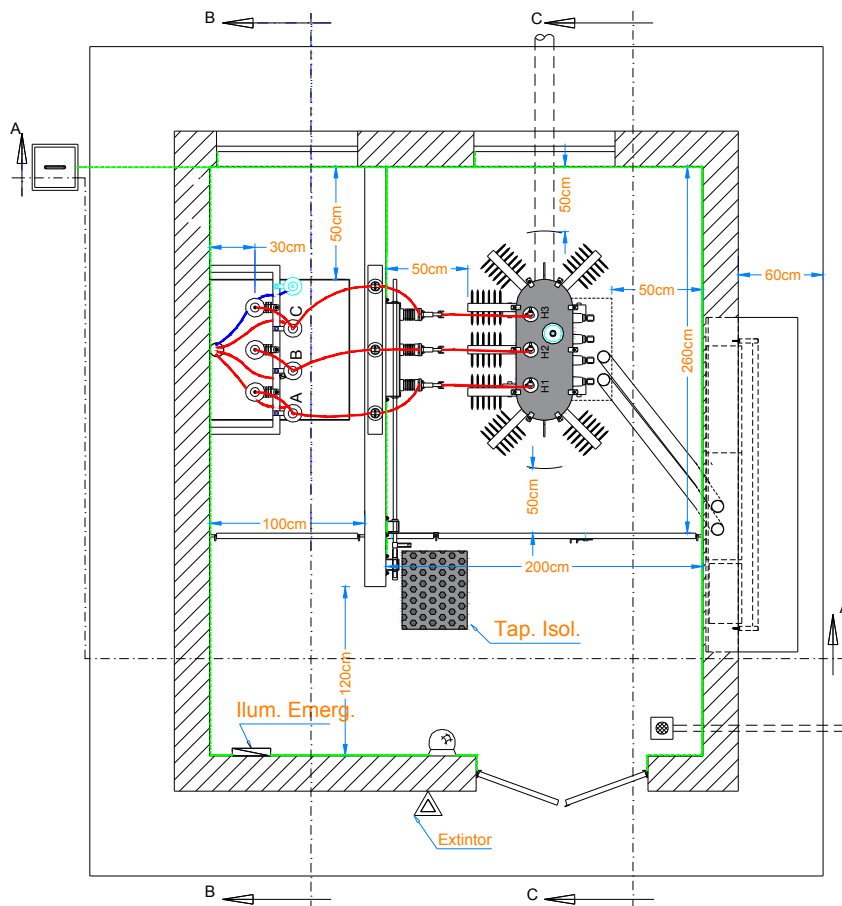 B
C
A
50cm
50cm
30cm
50cm
50cm
60cm
260cm
C
B
A
H3
H2
H1
50cm
100cm
200cm
Tap. Isol.
120cm
A
Ilum. Emerg.
Extintor
B
C